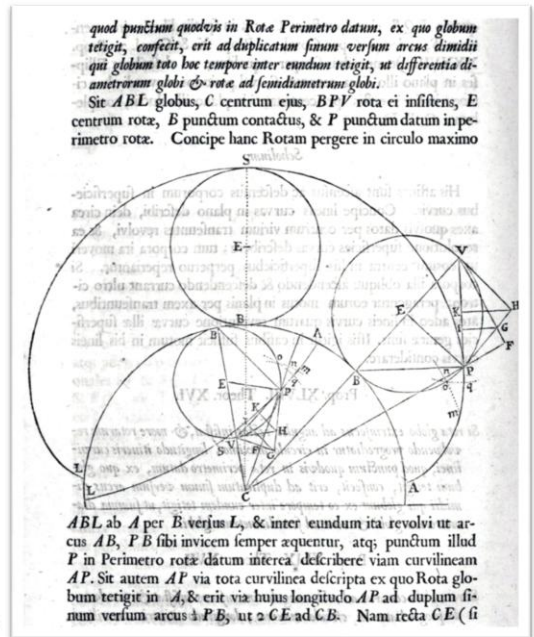 quod punctum quodvis in Rotæ Perimetro datum, ex quo globum
tetigit, confecit, erit ad duplicatum sinum versum arcus dimidii
qui globum toto hoc tempore inter eundum tetigit, ut differentia di-
ametrorum globi & rotæ ad semidiametrum globi.
Sit ABL globus, C centrum ejus, BPV rota ei insistens, E
centrum rotæ, B punctum contactus, & P punctum datum in pe-
rimetro rotæ. Concipe hanc Rotam pergere in circulo maximo
S
E
V
B
B
A
E
H
K
G
F
o
n
m
q
P
B
P
n
o
q
m
E
K
H
S
V
F
G
L
L
C
A
ABL ab A per B versus L, & inter eundum ita revolvi ut ar-
cus AB, PB sibi invicem semper æquentur, atq; punctum illud
P in Perimetro rotæ datum interea describere viam curvilineam
AP. Sit autem AP via tota curvilinea descripta ex quo Rota glo-
bum tetigit in A, & erit viæ hujus longitudo AP ad duplum si-
num versum arcus ½ PB, ut 2 CE ad CB. Nam recta CE (si